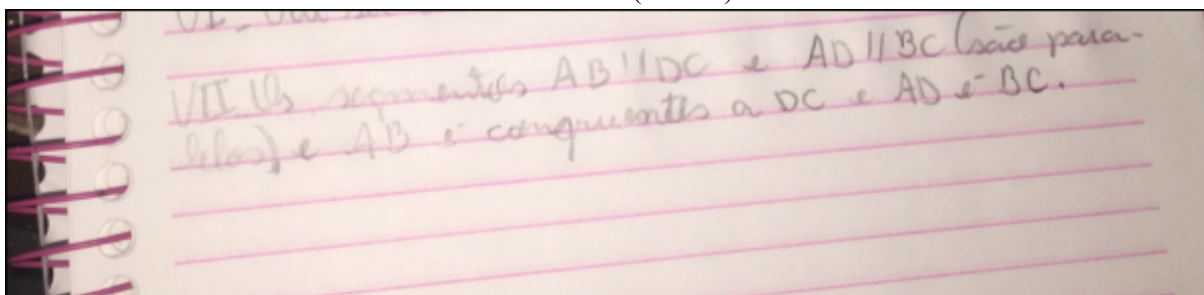 VII Os segmentos AB//DC e AD//BC (são para-
lelos) e AB é congruentes a DC e AD é BC.